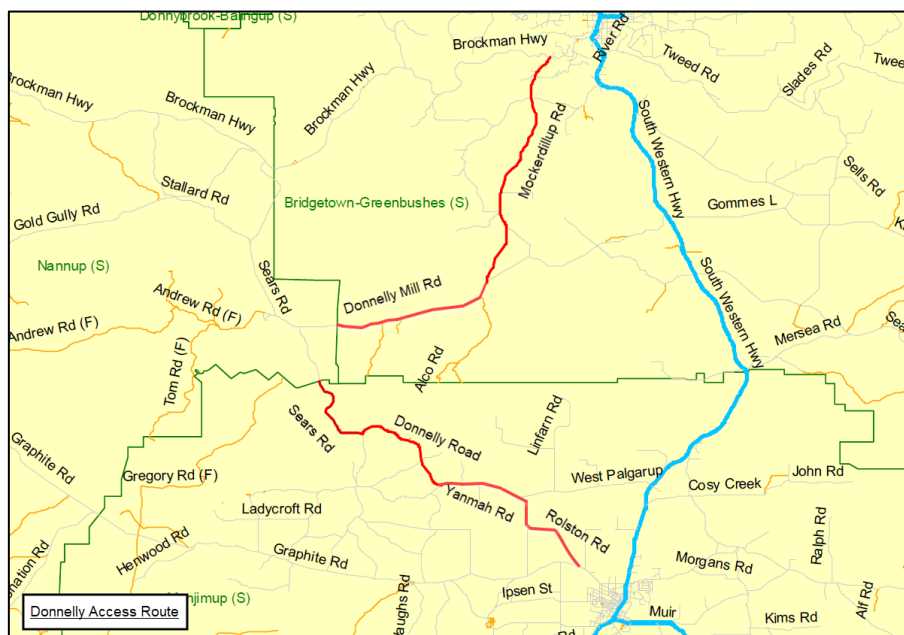 Donnybrook-Balingup (S)
River Rd
Brockman Hwy
Tweed Rd
Slades Rd
Brockman Hwy
Brockman Hwy
Brockman Hwy
Mockerdillup Rd
South Western Hwy
Sells Rd
Stallard Rd
Bridgetown-Greenbushes (S)
Gommes L
Gold Gully Rd
Nannup (S)
Sears Rd
Donnelly Mill Rd
South Western Hwy
Andrew Rd (F)
Andrew Rd (F)
Mersea Rd
Tom Rd (F)
Alco Rd
Sears Rd
Donnelly Road
Linfarn Rd
Graphite Rd
Gregory Rd (F)
West Palgarup
John Rd
Cosy Creek
Yanmah Rd
Ladycroft Rd
Rolston Rd
Ralph Rd
Henwood Rd
Graphite Rd
Morgans Rd
Ipsen St
Alf Rd
Donnelly Access Route
Muir
Kims Rd
Rd